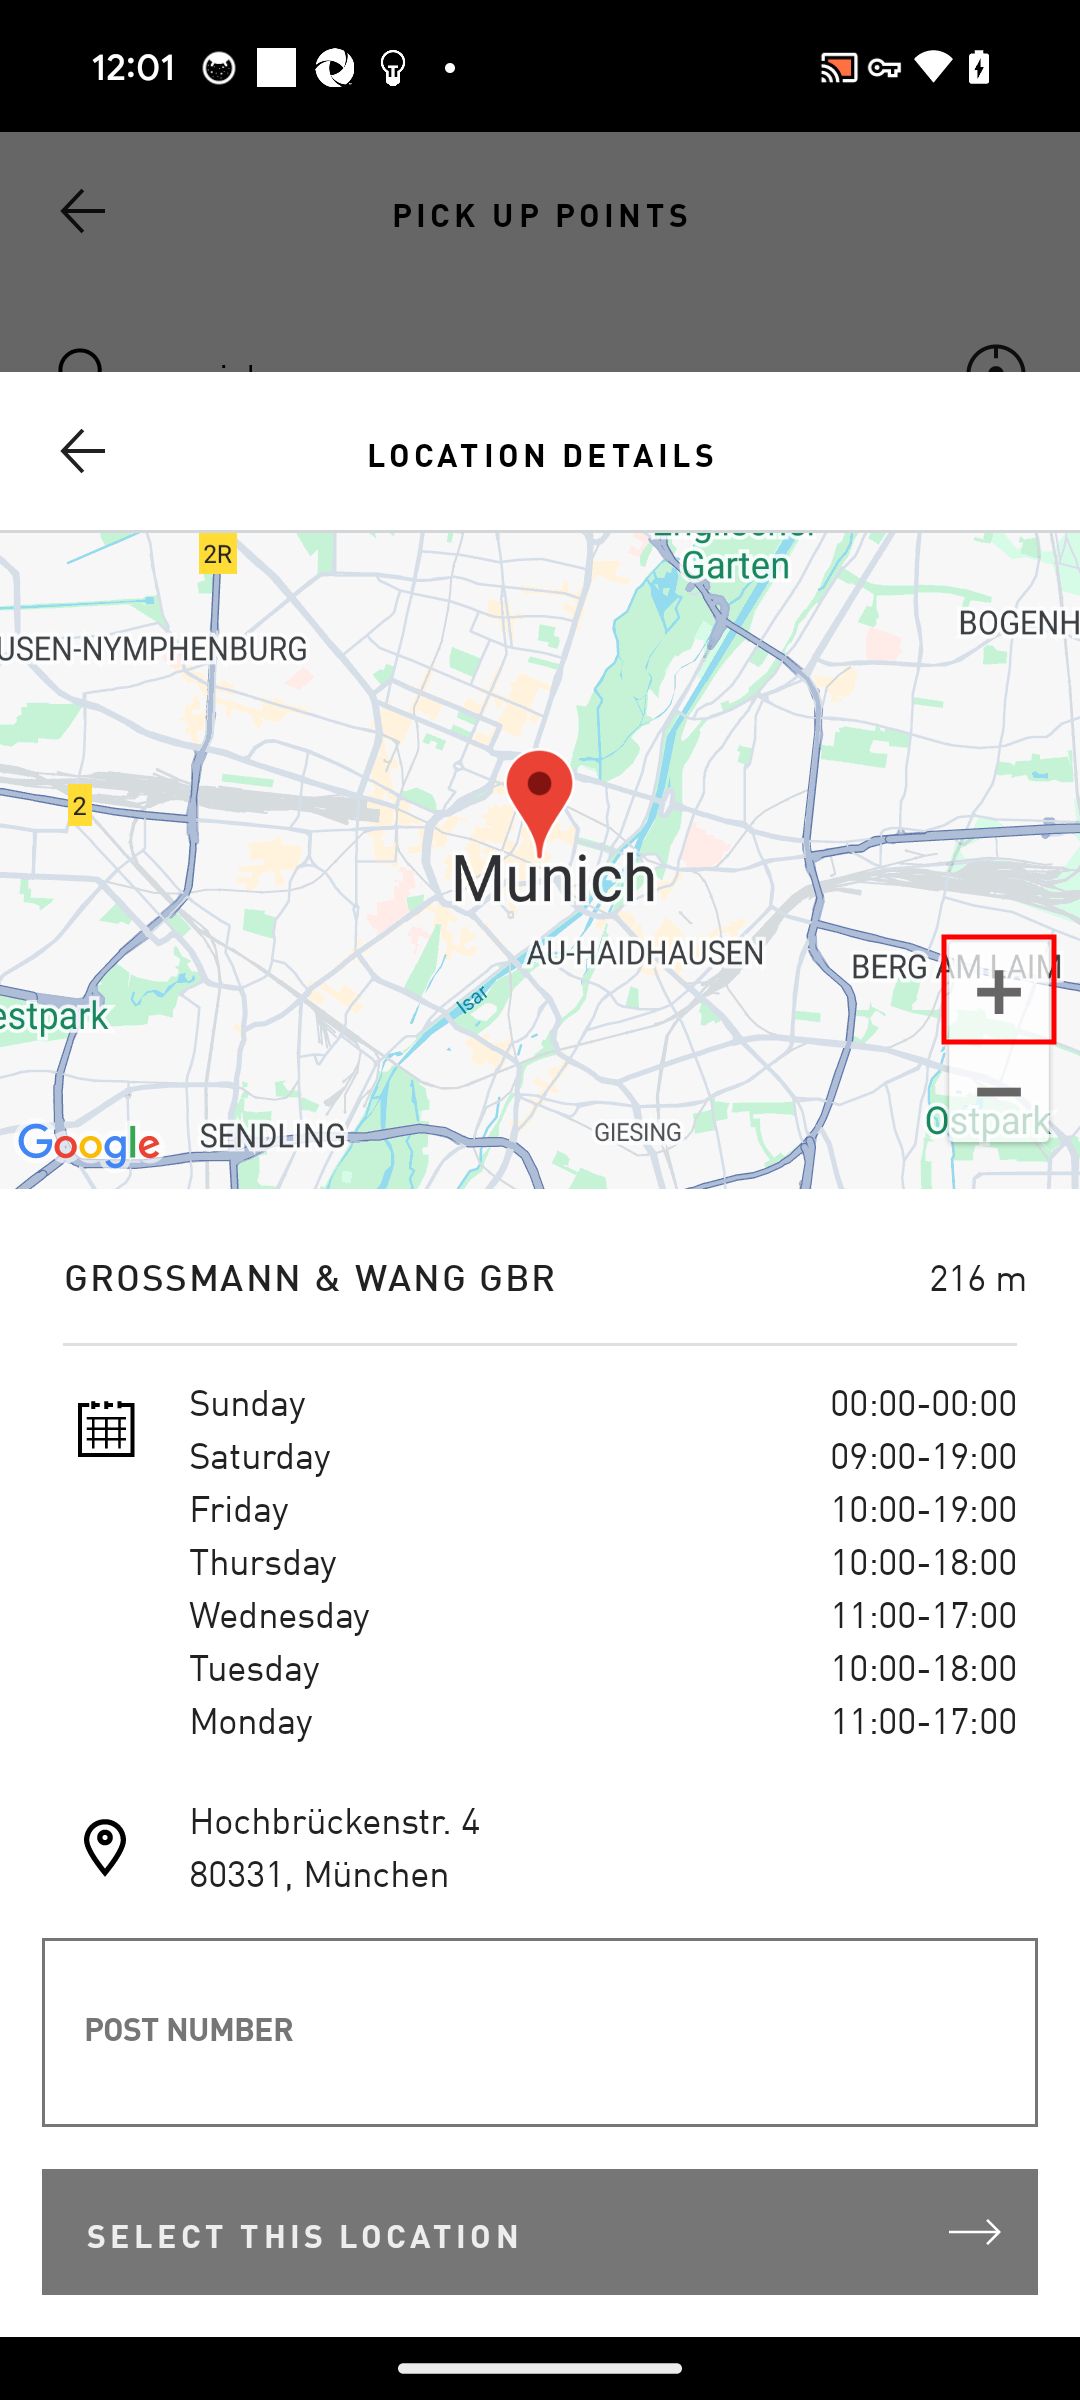 12:01
PICK UP POINTS
LOCATION DETAILS
2R
Garten
BOGENH
USEN-NYMPHENBURG
2
Munich
AU-HAIDHAUSEN
BERG AM LAIM
Isar
estpark
+
−
Ostpark
SENDLING
GIESING
Google
GROSSMANN & WANG GBR 216 m
Sunday 00:00-00:00
Saturday 09:00-19:00
Friday 10:00-19:00
Thursday 10:00-18:00
Wednesday 11:00-17:00
Tuesday 10:00-18:00
Monday 11:00-17:00
Hochbrückenstr. 4
80331, München
POST NUMBER
SELECT THIS LOCATION